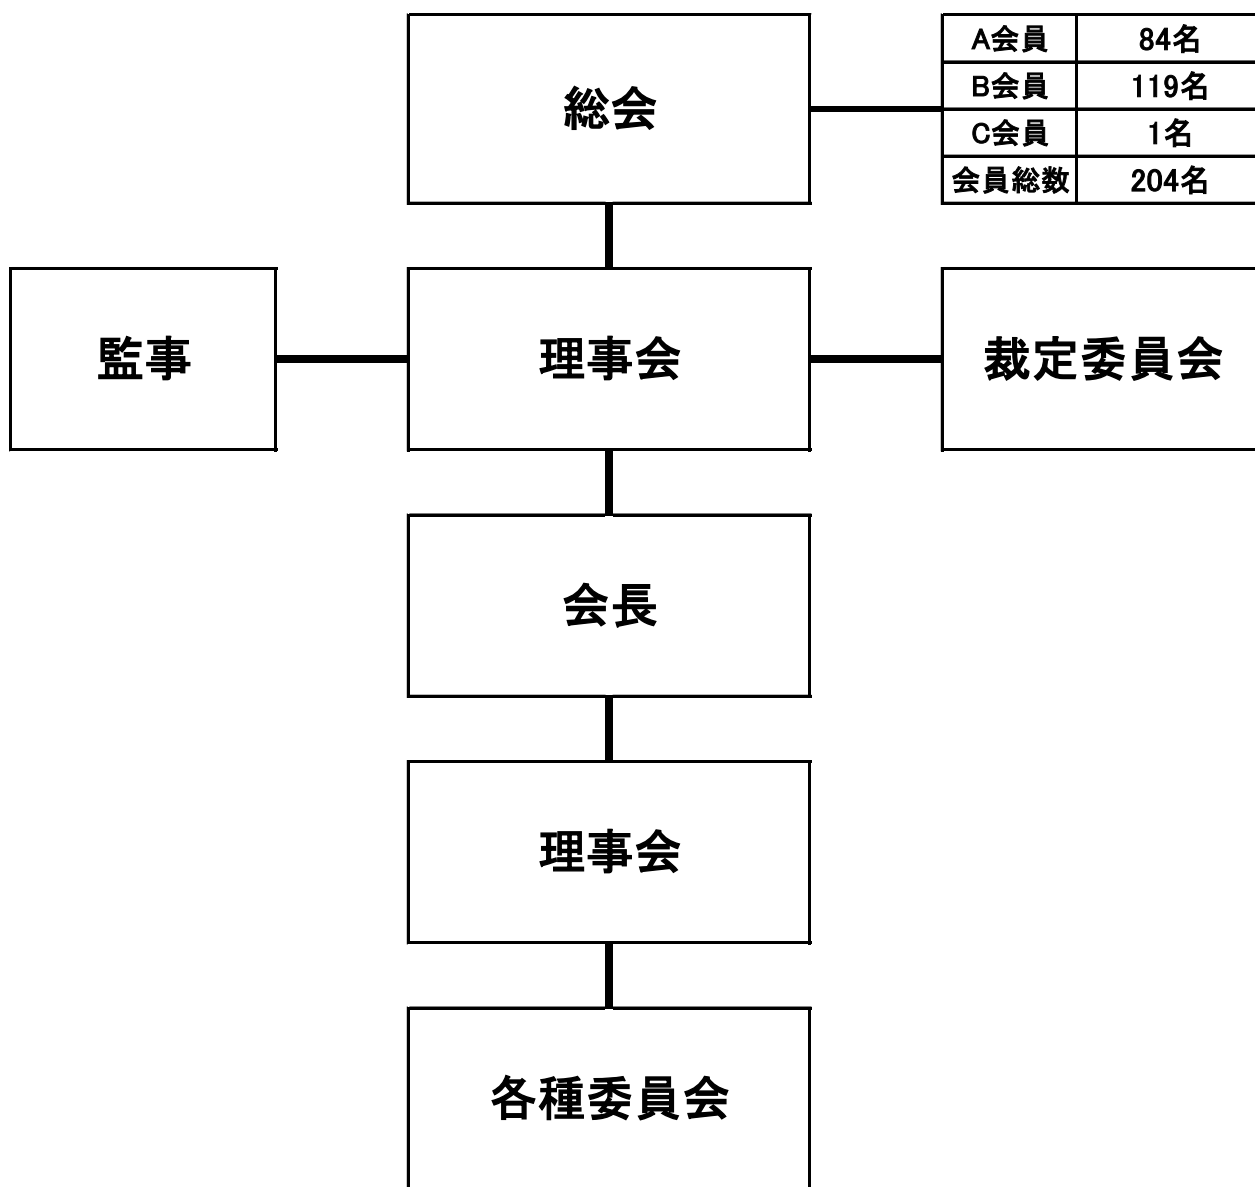 総会
A会員 84名
B会員 119名
C会員 1名
会員総数 204名
監事
理事会
裁定委員会
会長
理事会
各種委員会